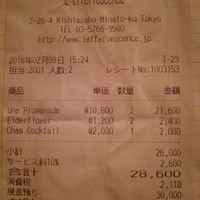 L'Effervescence
2-26-4 Nishiazabu Minato-ku Tokyo
TEL 03-5766-9500
http://www.leffervescence.jp
2016年02月09日 15:24 T-23
担当:2001 人数:2 レシートNo:1003153
商品 単価 数量 金額
Une Promenade @10,800 2 21,600
Elderflower @1,200 2 2,400
Cham Cocktail @2,000 1 2,000
小計 26,000
サービス料10% 2,600
合計 28,600
消費税 2,118
現金預り 30,000